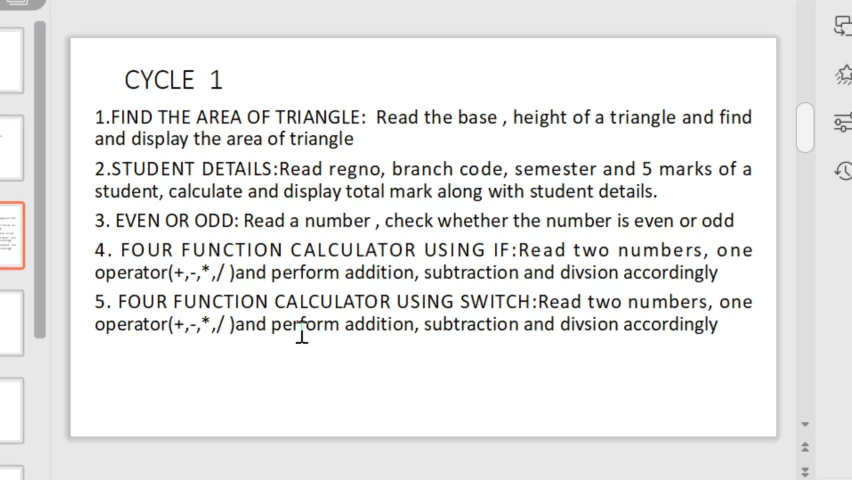 CYCLE 1
1.FIND THE AREA OF TRIANGLE: Read the base , height of a triangle and find
and display the area of triangle
2.STUDENT DETAILS:Read regno, branch code, semester and 5 marks of a
student, calculate and display total mark along with student details.
3. EVEN OR ODD: Read a number , check whether the number is even or odd
4. FOUR FUNCTION CALCULATOR USING IF:Read two numbers, one
operator(+,-,*,/ )and perform addition, subtraction and divsion accordingly
5. FOUR FUNCTION CALCULATOR USING SWITCH:Read two numbers, one
operator(+,-,*,/ )and perform addition, subtraction and divsion accordingly